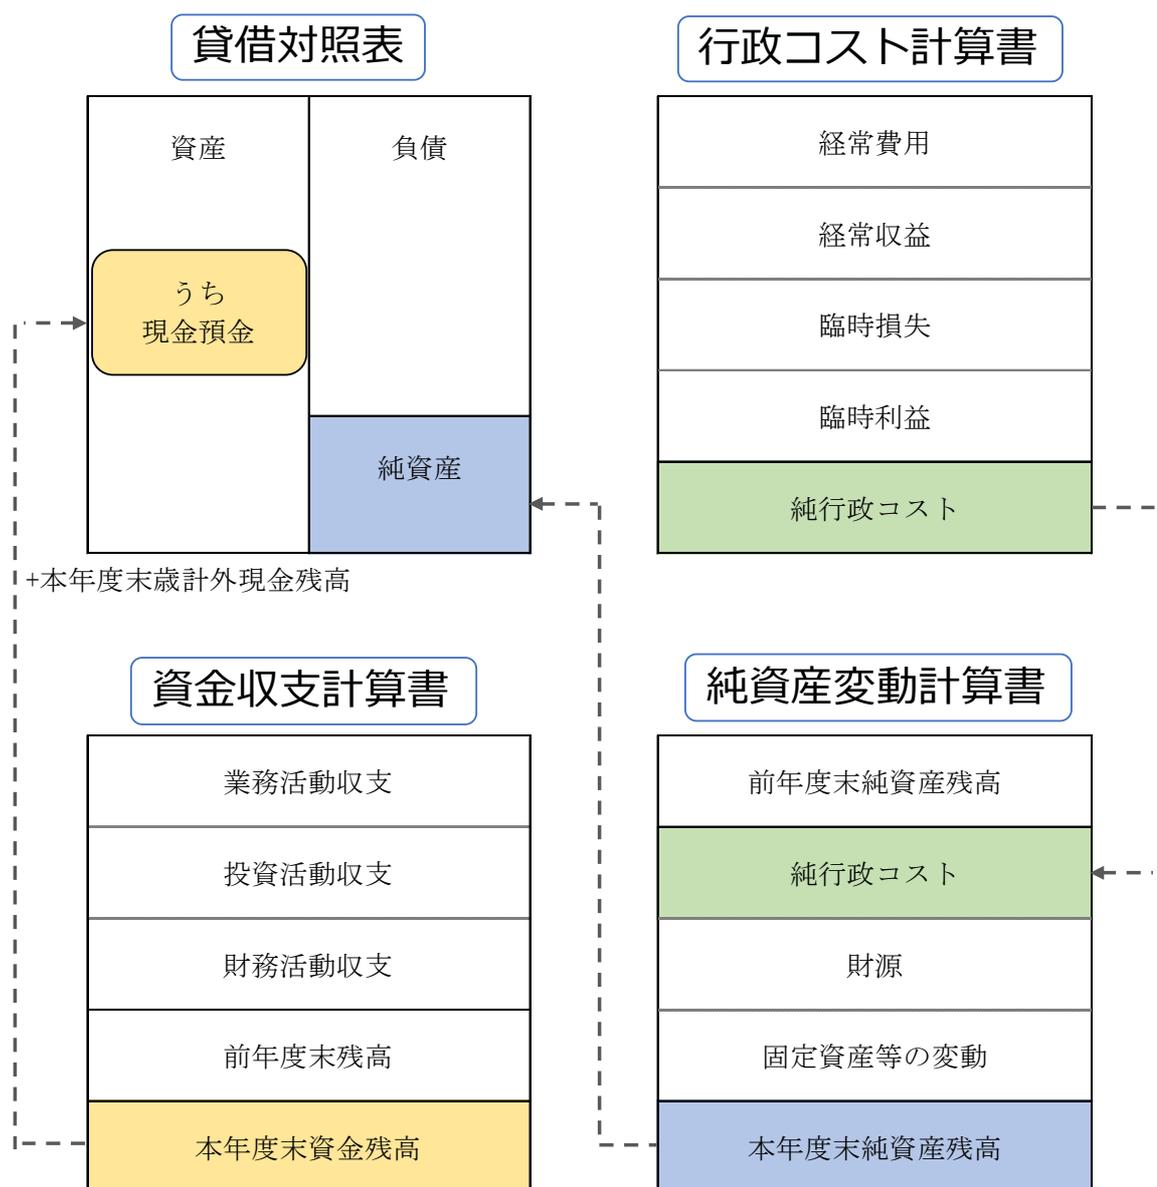 貸借対照表
資産
負債
うち
現金預金
純資産
+本年度末歳計外現金残高
行政コスト計算書
経常費用
経常収益
臨時損失
臨時利益
純行政コスト
資金収支計算書
業務活動収支
投資活動収支
財務活動収支
前年度末残高
本年度末資金残高
純資産変動計算書
前年度末純資産残高
純行政コスト
財源
固定資産等の変動
本年度末純資産残高